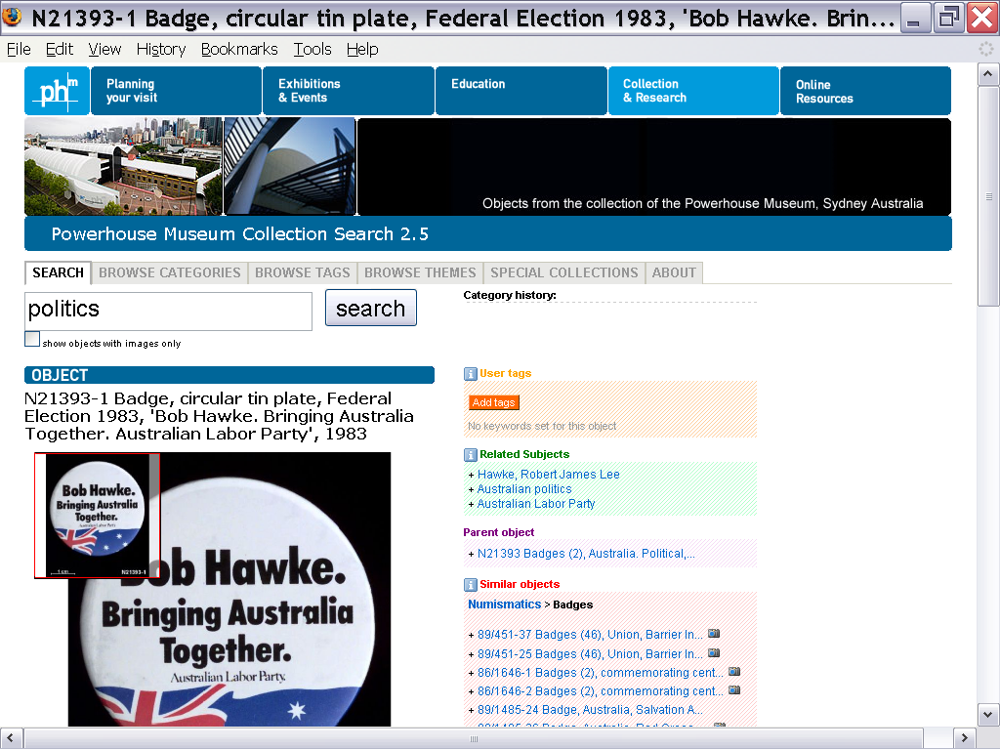 N21393-1 Badge, circular tin plate, Federal Election 1983, 'Bob Hawke. Brin...
File Edit View History Bookmarks Tools Help
phm
Planning
your visit
Exhibitions
& Events
Education
Collection
& Research
Online
Resources
Objects from the collection of the Powerhouse Museum, Sydney Australia
Powerhouse Museum Collection Search 2.5
SEARCH BROWSE CATEGORIES BROWSE TAGS BROWSE THEMES SPECIAL COLLECTIONS ABOUT
politics search
show objects with images only
Category history:
OBJECT
N21393-1 Badge, circular tin plate, Federal
Election 1983, 'Bob Hawke. Bringing Australia
Together. Australian Labor Party', 1983
Bob Hawke.
Bringing Australia
Together.
Australian Labor Party
1 cm N21393-1
Bob Hawke.
Bringing Australia
Together.
Australian Labor Party.
User tags
Add tags
No keywords set for this object
Related Subjects
+ Hawke, Robert James Lee
+ Australian politics
+ Australian Labor Party
Parent object
+ N21393 Badges (2), Australia. Political,...
Similar objects
Numismatics > Badges
+ 89/451-37 Badges (46), Union, Barrier In...
+ 89/451-25 Badges (46), Union, Barrier In...
+ 86/1646-1 Badges (2), commemorating cent...
+ 86/1646-2 Badges (2), commemorating cent...
+ 89/1485-24 Badge, Australia, Salvation A...